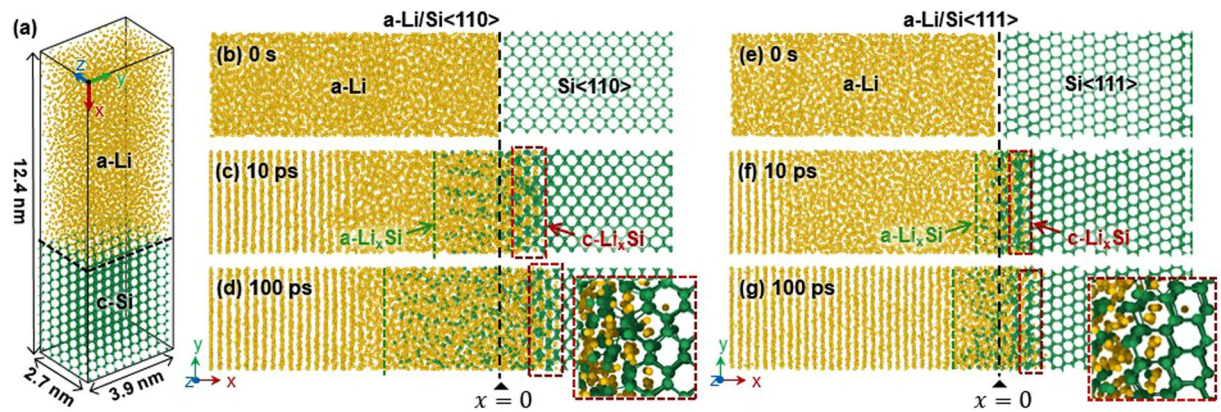 (a)
z
y
x
a-Li
c-Si
12.4 nm
2.7 nm
3.9 nm
a-Li/Si<110>
(b) 0 s
a-Li
Si<110>
(c) 10 ps
a-LiₓSi
c-LiₓSi
(d) 100 ps
y
z
x
x = 0
a-Li/Si<111>
(e) 0 s
a-Li
Si<111>
(f) 10 ps
a-LiₓSi
c-LiₓSi
(g) 100 ps
y
z
x
x = 0